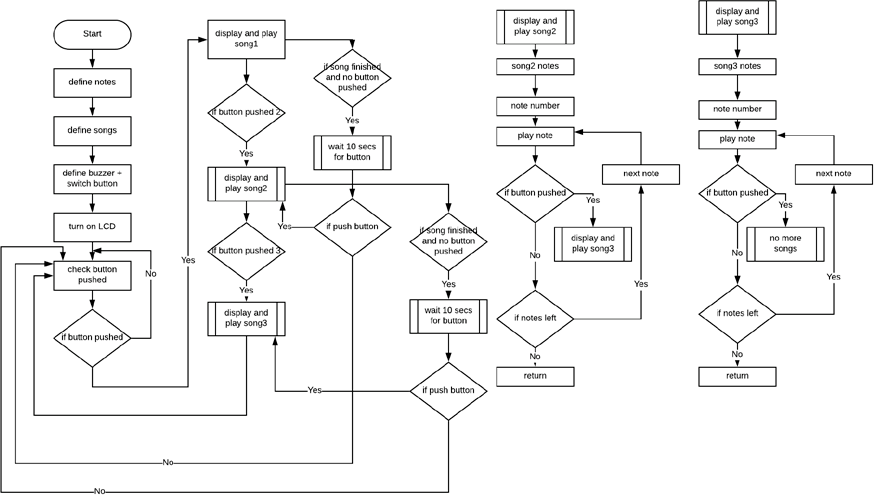 Start
define notes
define songs
define buzzer +
switch button
turn on LCD
check button
pushed
No
if button pushed
Yes
display and play
song1
if button pushed 2
Yes
display and
play song2
if button pushed 3
Yes
display and
play song3
if song finished
and no button
pushed
Yes
wait 10 secs
for button
if push button
Yes
No
if song finished
and no button
pushed
Yes
wait 10 secs
for button
if push button
Yes
No
display and
play song2
song2 notes
note number
play note
if button pushed
Yes
display and
play song3
No
if notes left
Yes
next note
No
return
display and
play song3
song3 notes
note number
play note
if button pushed
Yes
no more
songs
No
if notes left
Yes
next note
No
return